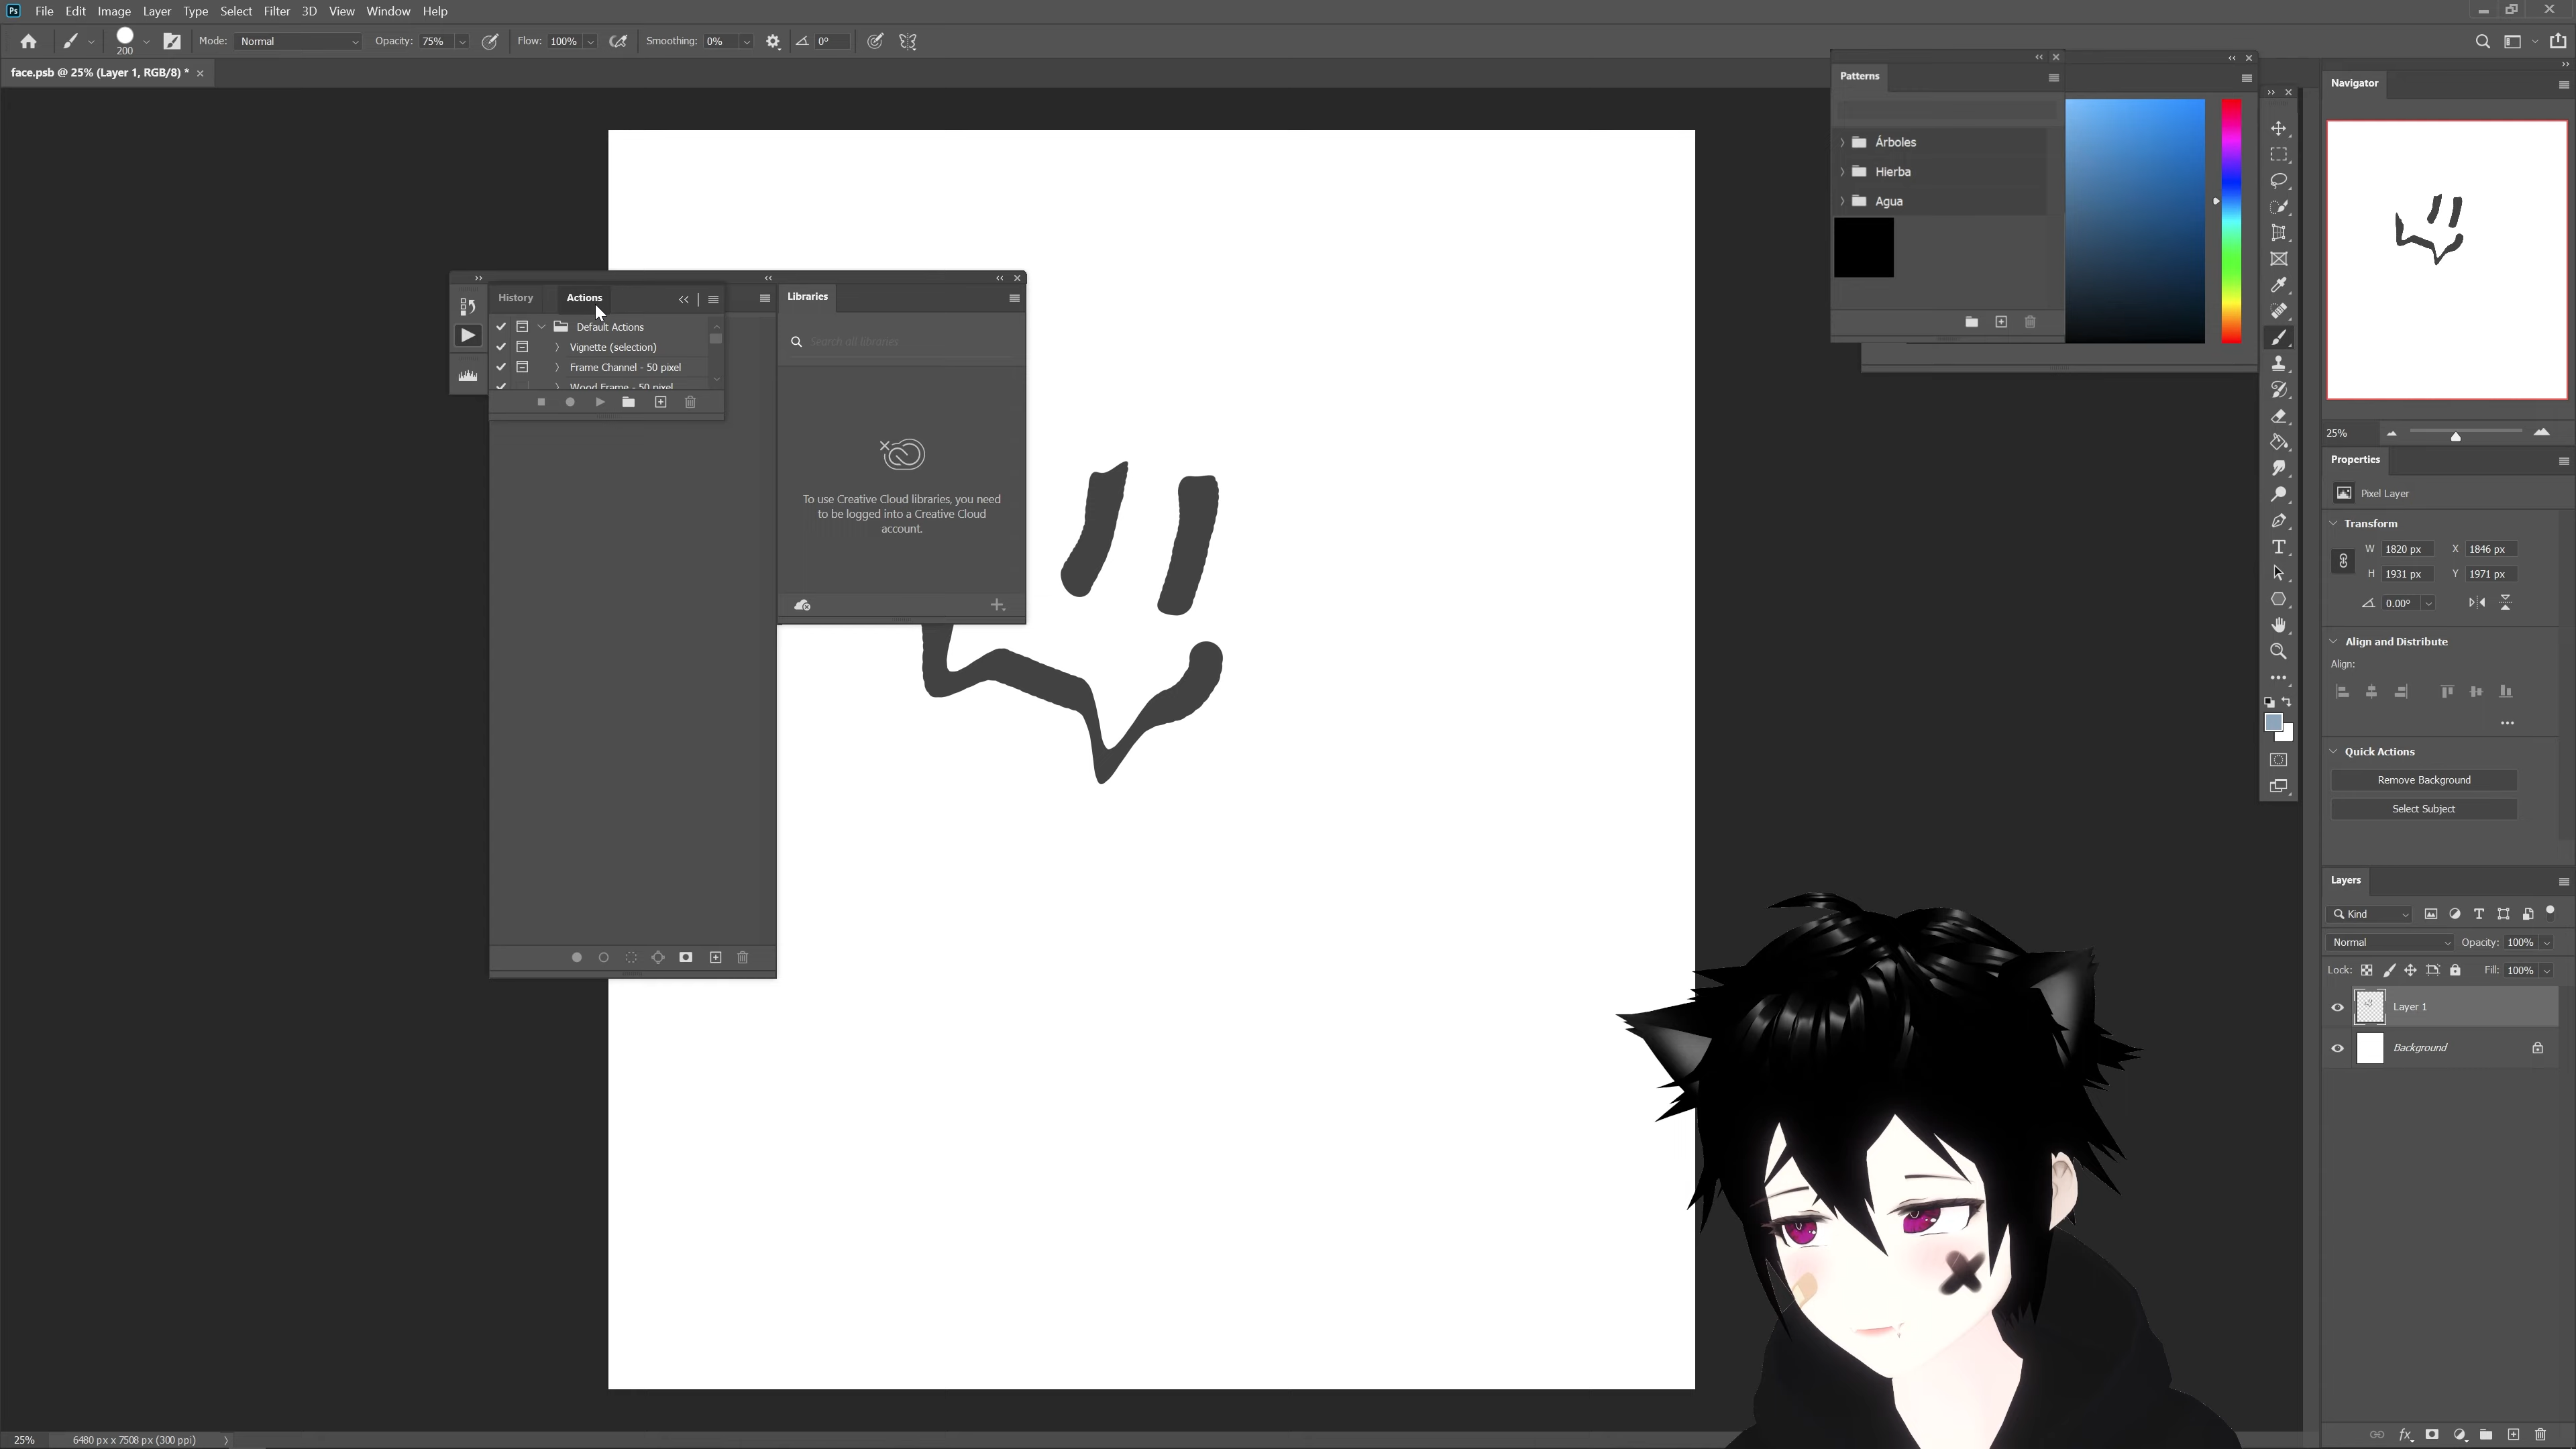 Ps File Edit Image Layer Type Select Filter 3D View Window Help
200 Mode: Normal Opacity: 75% Flow: 100% Smoothing: 0% 0°
face.psb @ 25% (Layer 1, RGB/8) *
Patterns
Árboles
Hierba
Agua
History Actions
Default Actions
Vignette (selection)
Frame Channel - 50 pixel
Wood Frame - 50 pixel
Libraries
Search all libraries
To use Creative Cloud libraries, you need
to be logged into a Creative Cloud
account.
Navigator
25%
Properties
Pixel Layer
Transform
W 1820 px X 1846 px
H 1931 px Y 1971 px
0.00°
Align and Distribute
Align:
Quick Actions
Remove Background
Select Subject
Layers
Kind
Normal Opacity: 100%
Lock: Fill: 100%
Layer 1
Background
fx
25% 6480 px x 7508 px (300 ppi)